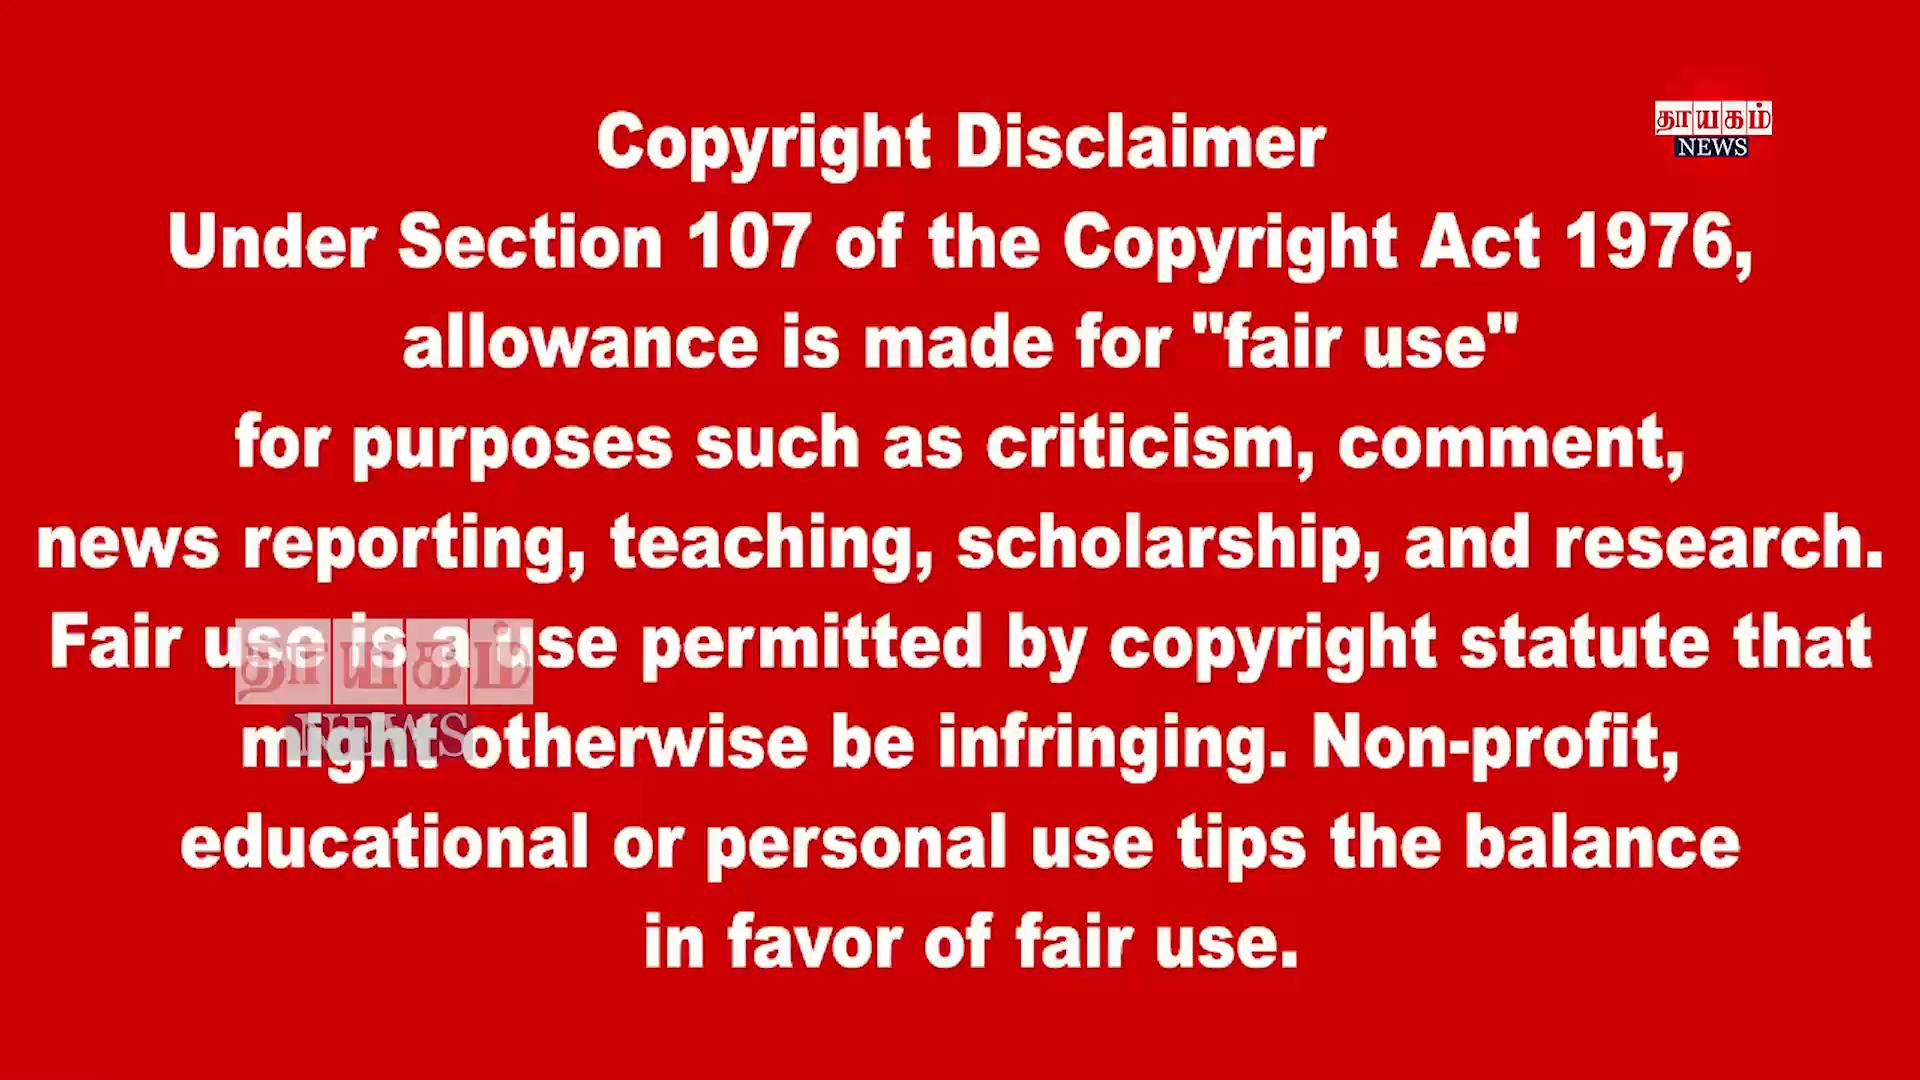 தாயகம்
NEWS
Copyright Disclaimer
Under Section 107 of the Copyright Act 1976,
allowance is made for "fair use"
for purposes such as criticism, comment,
news reporting, teaching, scholarship, and research.
Fair use is a use permitted by copyright statute that
might otherwise be infringing. Non-profit,
educational or personal use tips the balance
in favor of fair use.
தாயகம்
NEWS